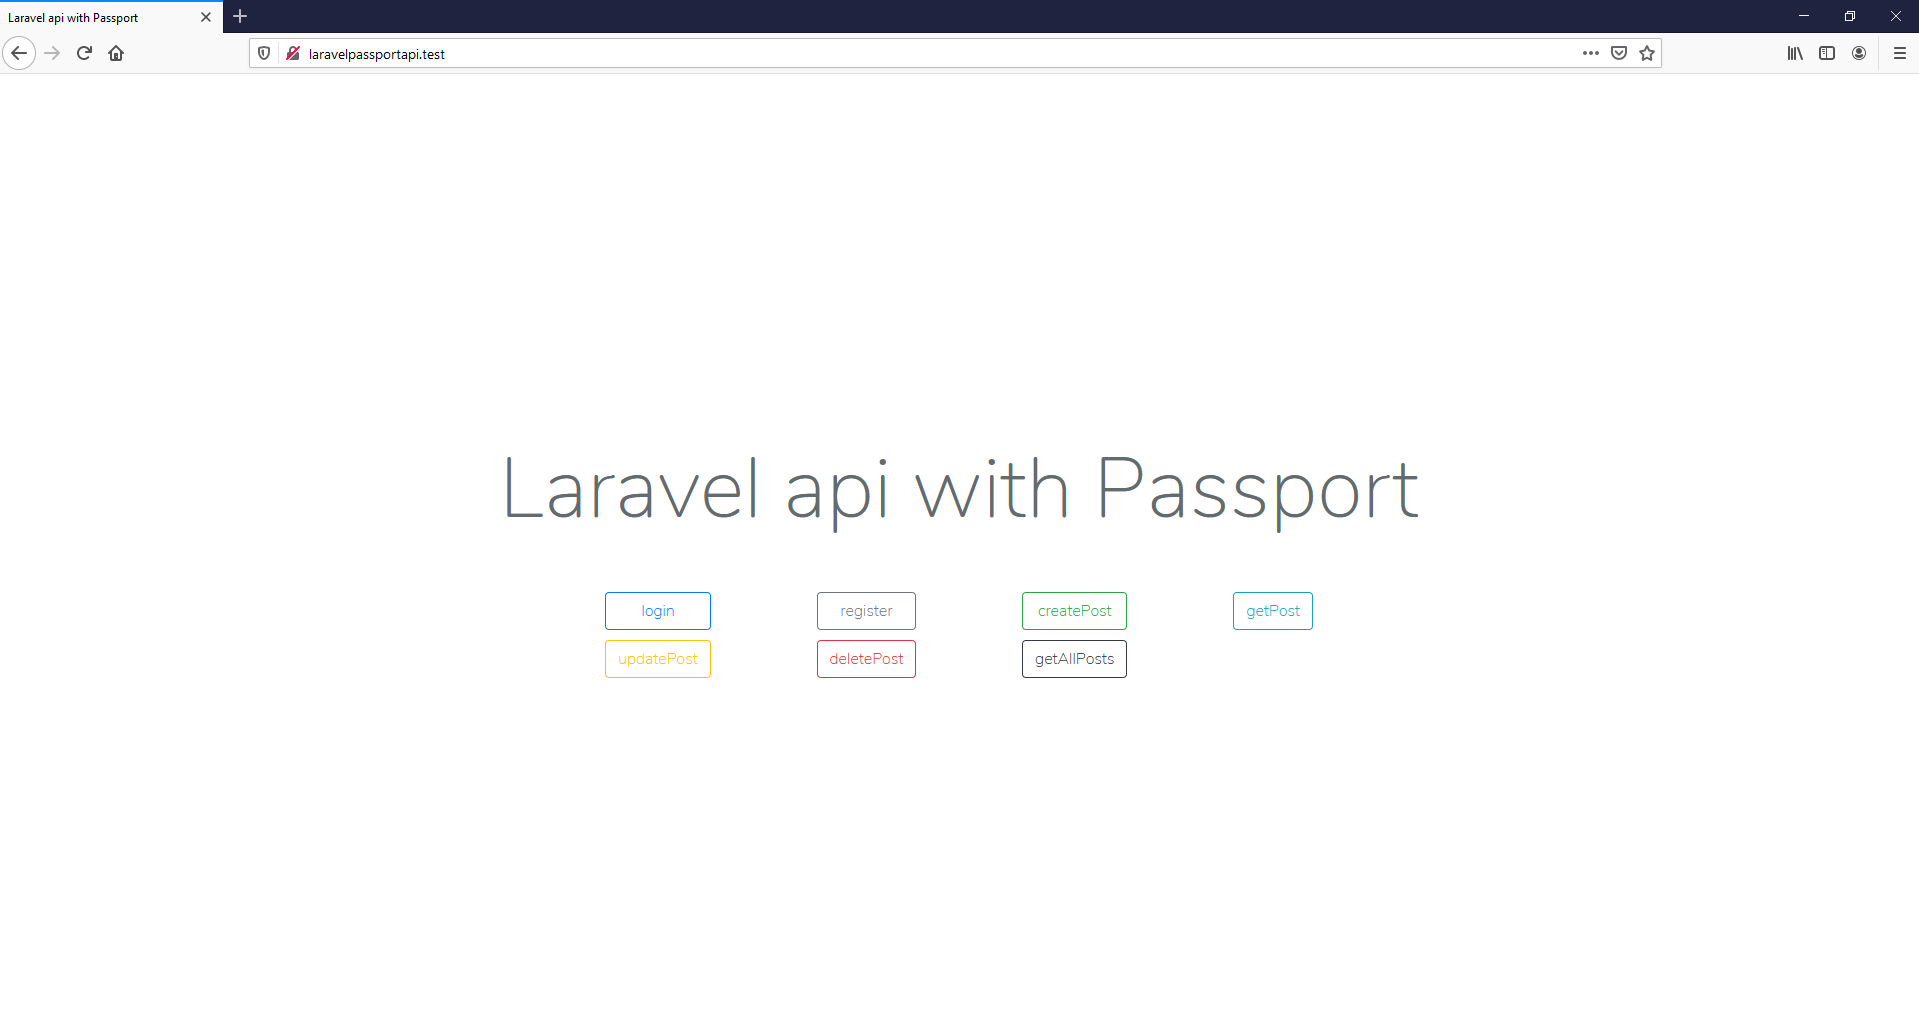 Laravel api with Passport
laravelpassportapi.test
Laravel api with Passport
login register createPost getPost
updatePost deletePost getAllPosts